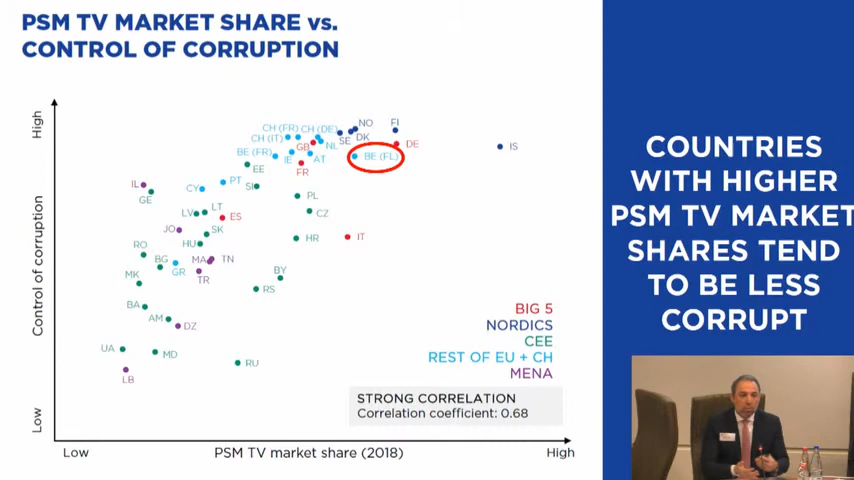 PSM TV MARKET SHARE vs.
CONTROL OF CORRUPTION
High
Control of corruption
Low
Low
PSM TV market share (2018)
High
NO
FI
CH (FR)
CH (DE)
SE
DK
CH (IT)
GB
NL
DE
IS
BE (FR)
IE
AT
BE (FL)
EE
FR
IL
CY
PT
SI
GE
PL
LV
LT
ES
CZ
JO
SK
HU
HR
IT
RO
BG
GR
MA
TN
TR
MK
BY
RS
BA
AM
DZ
UA
MD
RU
LB
BIG 5
NORDICS
CEE
REST OF EU + CH
MENA
STRONG CORRELATION
Correlation coefficient: 0.68
COUNTRIES
WITH HIGHER
PSM TV MARKET
SHARES TEND
TO BE LESS
CORRUPT